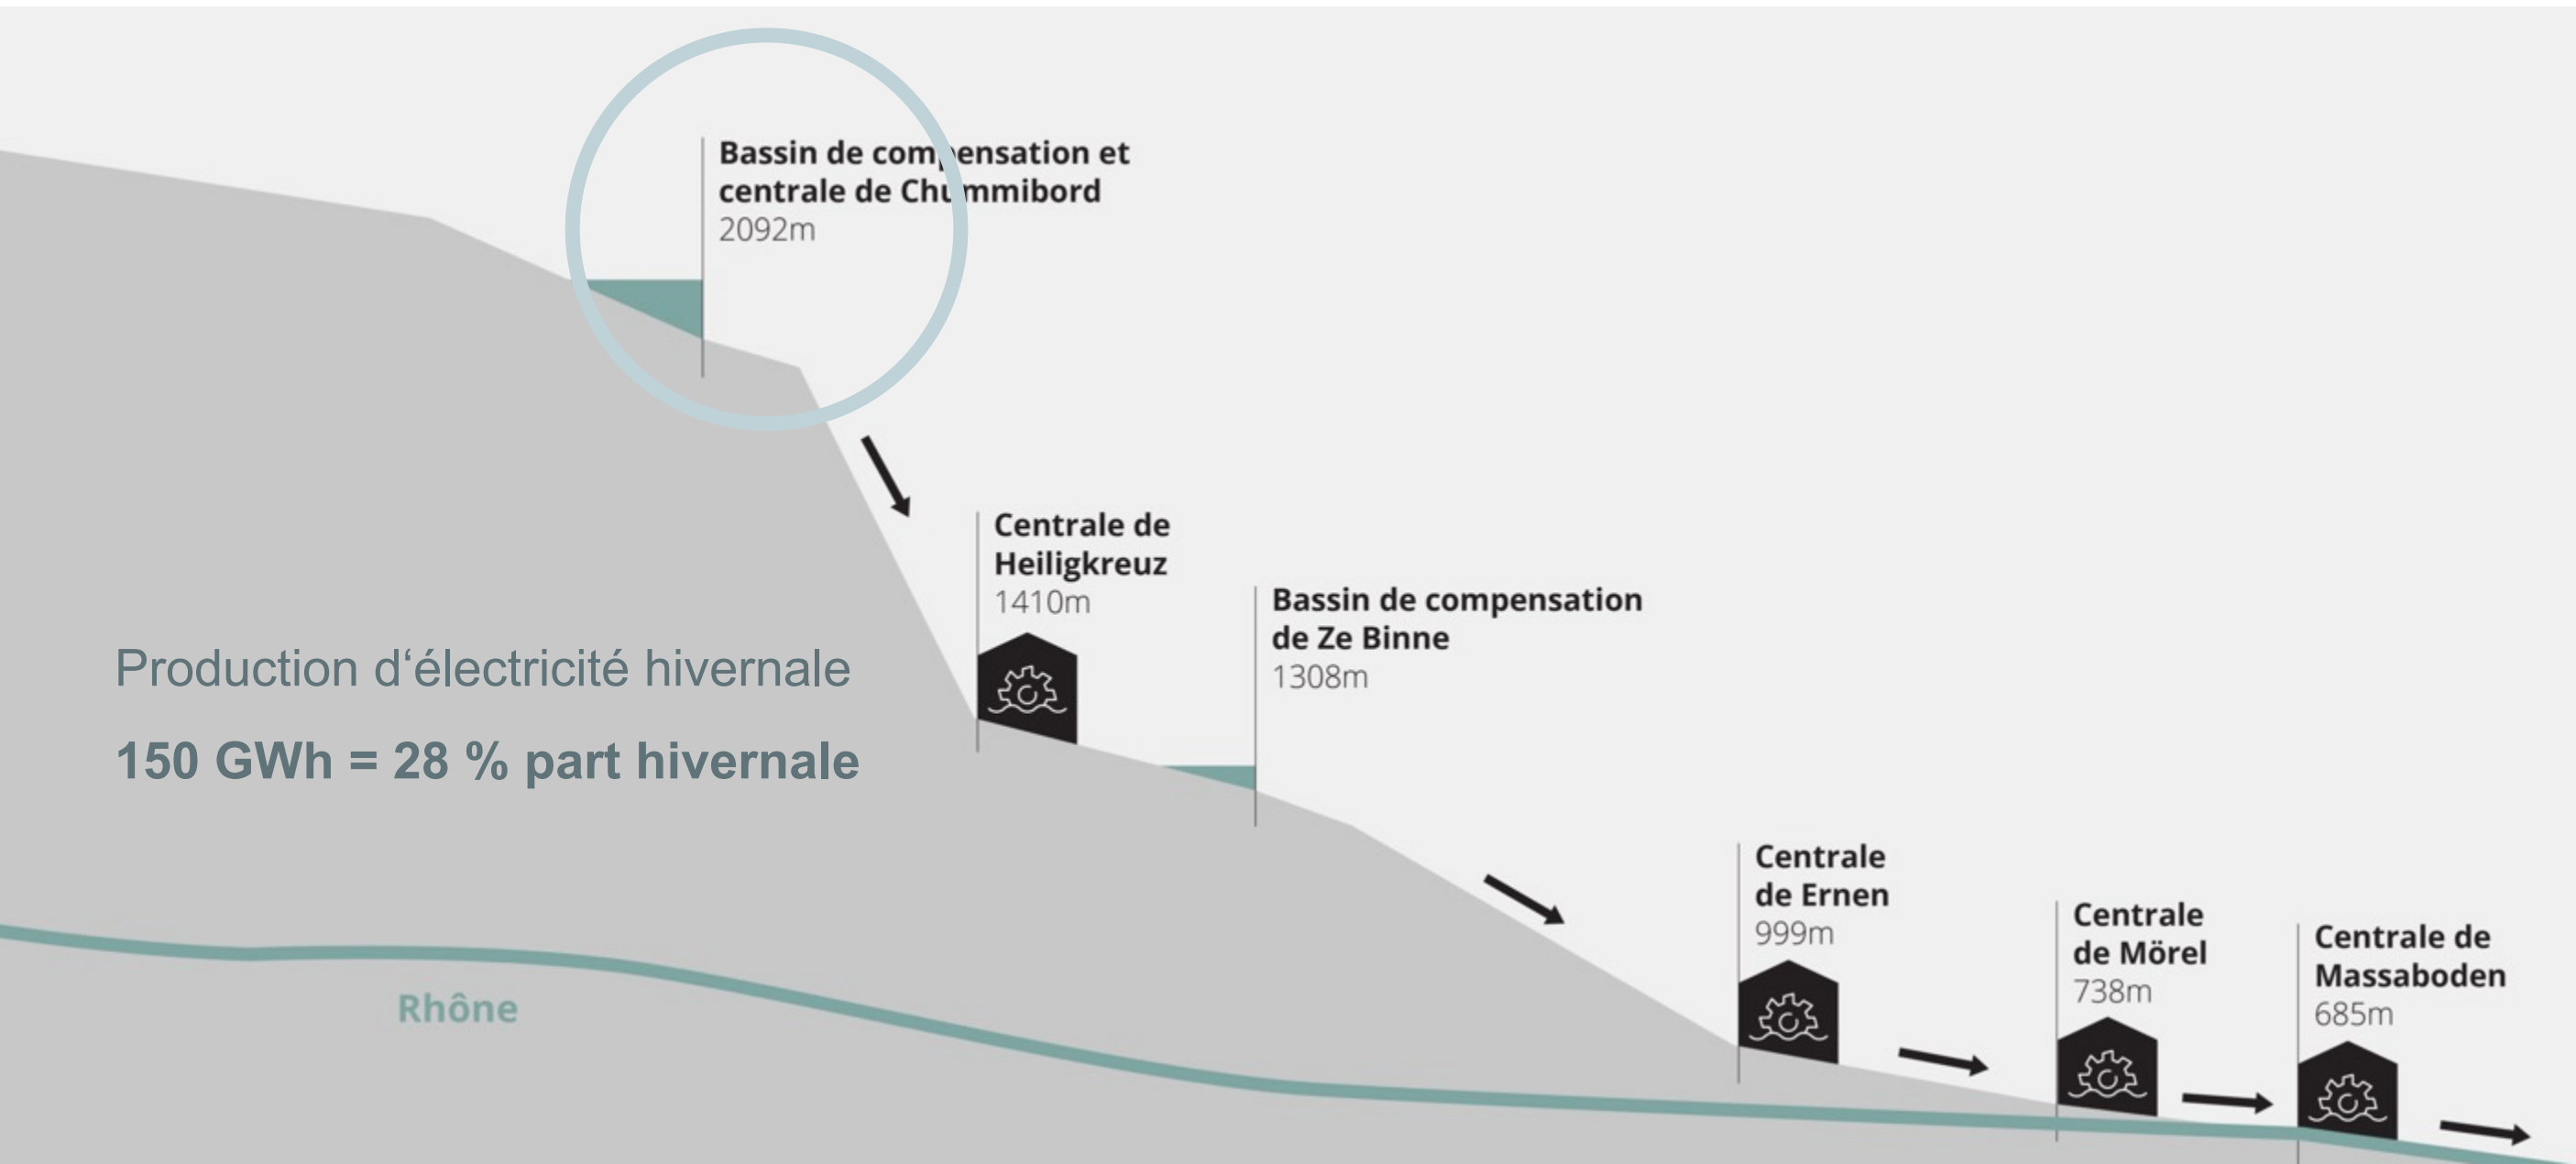 Bassin de compensation et
centrale de Chummibord
2092m
Centrale de
Heiligkreuz
1410m
Bassin de compensation
de Ze Binne
1308m
Production d‘électricité hivernale
150 GWh = 28 % part hivernale
Centrale
de Ernen
999m
Centrale
de Mörel
738m
Centrale de
Massaboden
685m
Rhône